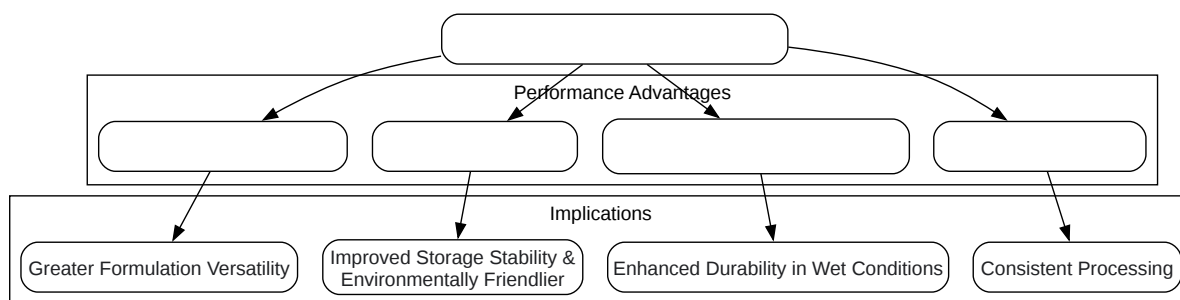 Performance Advantages
Implications
Greater Formulation Versatility
Improved Storage Stability &
Environmentally Friendlier
Enhanced Durability in Wet Conditions
Consistent Processing